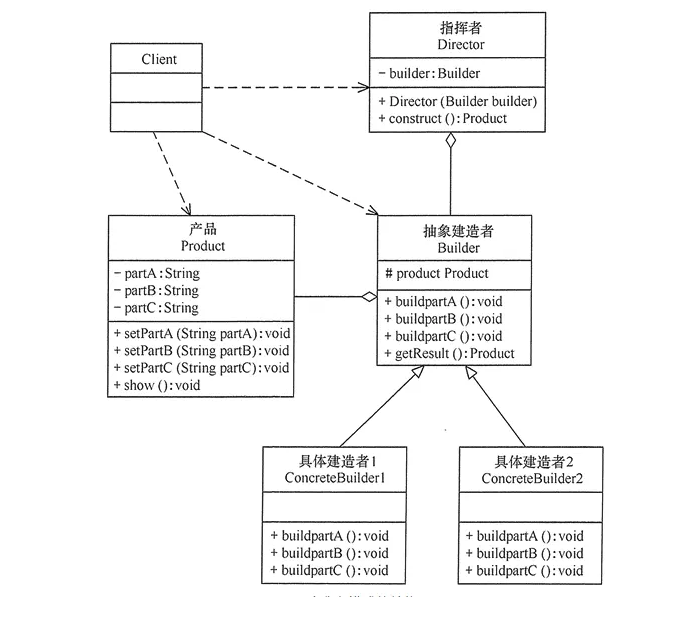 Client
指挥者
Director
- builder:Builder
+ Director (Builder builder)
+ construct ():Product
产品
Product
- partA:String
- partB:String
- partC:String
+ setPartA (String partA):void
+ setPartB (String partB):void
+ setPartC (String partC):void
+ show ():void
抽象建造者
Builder
# product Product
+ buildpartA ():void
+ buildpartB ():void
+ buildpartC ():void
+ getResult ():Product
具体建造者1
ConcreteBuilder1
+ buildpartA ():void
+ buildpartB ():void
+ buildpartC ():void
具体建造者2
ConcreteBuilder2
+ buildpartA ():void
+ buildpartB ():void
+ buildpartC ():void